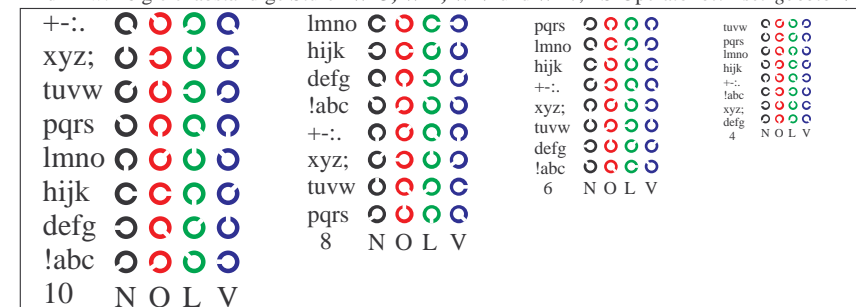 +-:.
xyz;
tuvw
pqrs
lmno
hijk
defg
!abc
10 N O L V
lmno
hijk
defg
!abc
+-:.
xyz;
tuvw
pqrs
8 N O L V
pqrs
lmno
hijk
+-:.
xyz;
tuvw
defg
!abc
6 N O L V
tuvw
pqrs
lmno
hijk
+-:.
!abc
xyz;
defg
4 N O L V